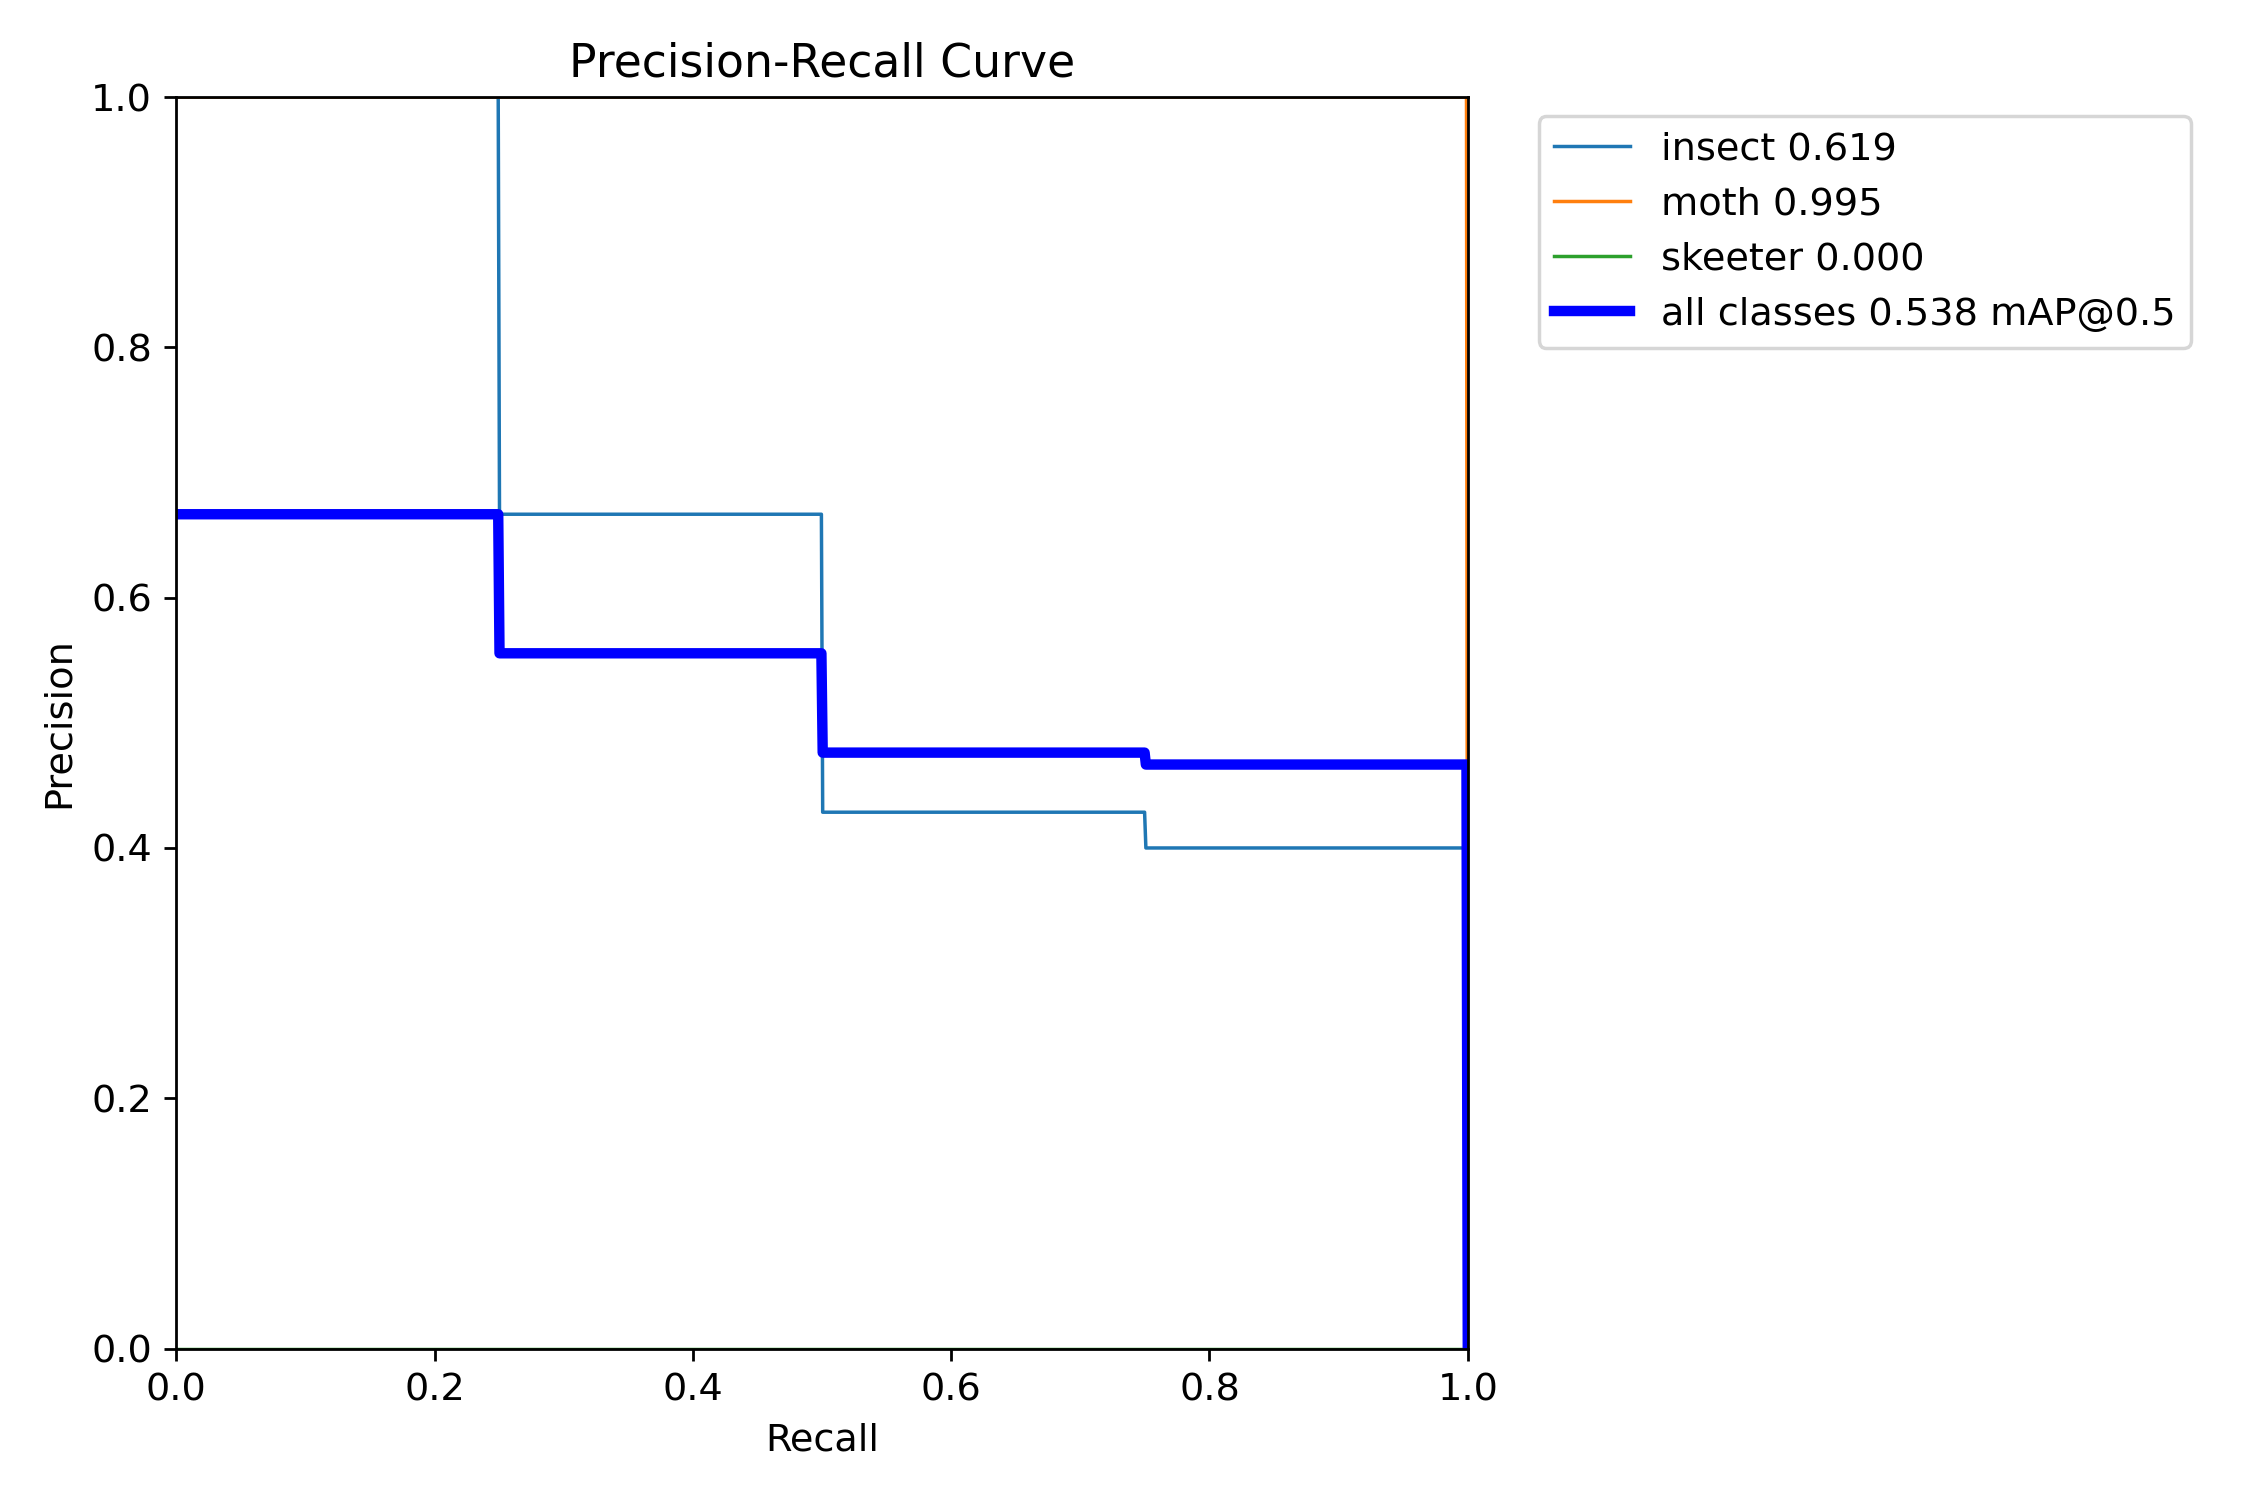 Precision-Recall Curve
1.0
0.8
0.6
0.4
0.2
0.0
Precision
0.0 0.2 0.4 0.6 0.8 1.0
Recall
insect 0.619
moth 0.995
skeeter 0.000
all classes 0.538 mAP@0.5